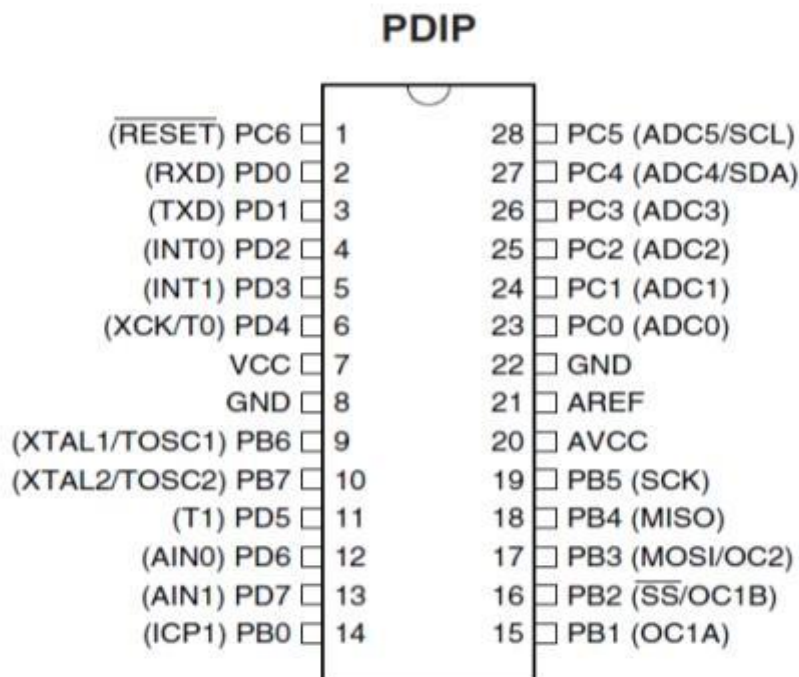 PDIP
(RESET) PC6 1 28 PC5 (ADC5/SCL)
(RXD) PD0 2 27 PC4 (ADC4/SDA)
(TXD) PD1 3 26 PC3 (ADC3)
(INT0) PD2 4 25 PC2 (ADC2)
(INT1) PD3 5 24 PC1 (ADC1)
(XCK/T0) PD4 6 23 PC0 (ADC0)
VCC 7 22 GND
GND 8 21 AREF
(XTAL1/TOSC1) PB6 9 20 AVCC
(XTAL2/TOSC2) PB7 10 19 PB5 (SCK)
(T1) PD5 11 18 PB4 (MISO)
(AIN0) PD6 12 17 PB3 (MOSI/OC2)
(AIN1) PD7 13 16 PB2 (SS/OC1B)
(ICP1) PB0 14 15 PB1 (OC1A)